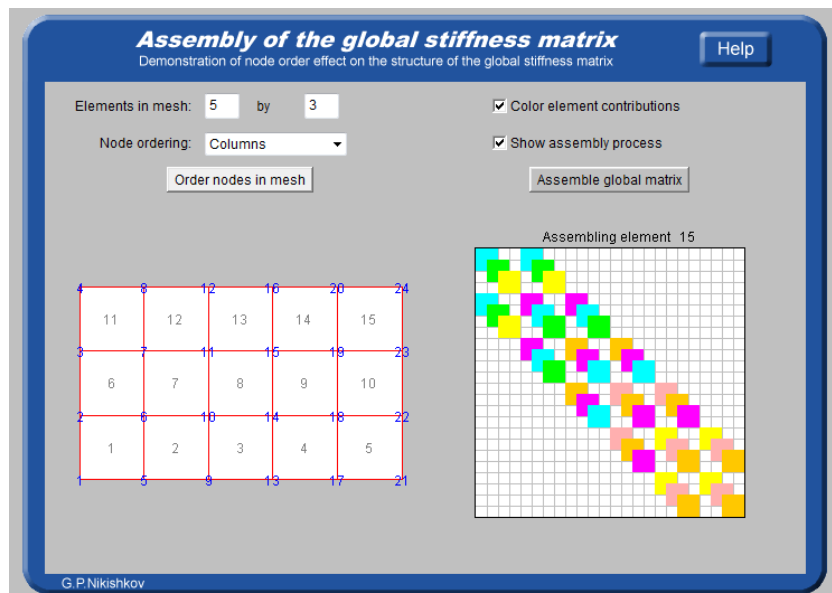 Assembly of the global stiffness matrix
Demonstration of node order effect on the structure of the global stiffness matrix
Help
Elements in mesh: 5 by 3
Color element contributions
Node ordering: Columns
Show assembly process
Order nodes in mesh
Assemble global matrix
Assembling element 15
4 8 12 16 20 24
11 12 13 14 15
3 7 11 15 19 23
6 7 8 9 10
2 6 10 14 18 22
1 2 3 4 5
1 5 9 13 17 21
G.P.Nikishkov